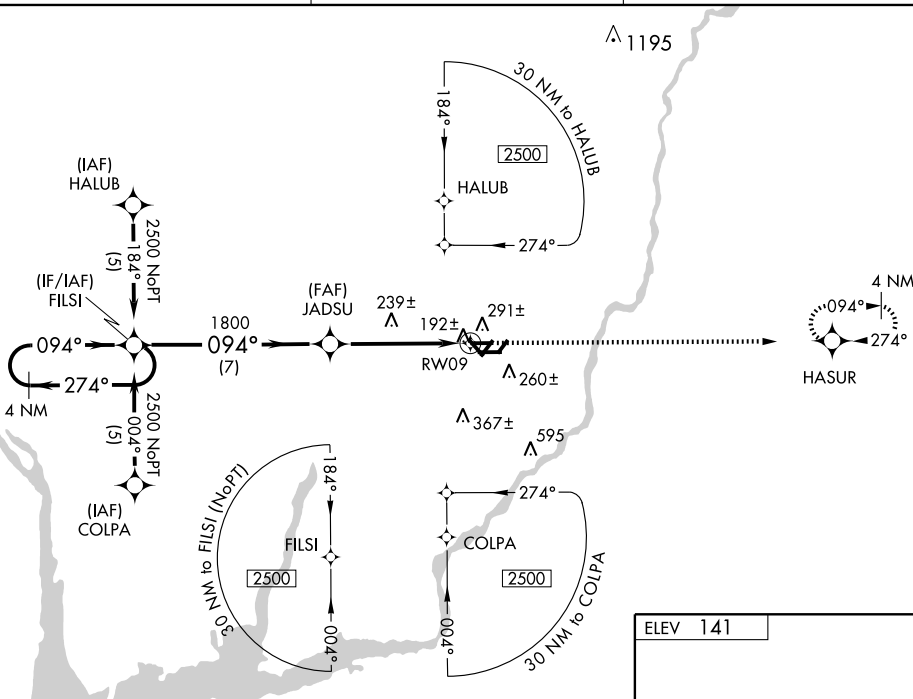 1195
30 NM to HALUB
184°
2500
HALUB
274°
(IAF)
HALUB
2500 NoPT
184°
(5)
(IF/IAF)
FILSI
(FAF)
JADSU
239±
291±
192±
4 NM
094°
274°
HASUR
1800
094°
(7)
094°
274°
4 NM
RW09
260±
2500 NoPT
004°
(5)
367±
595
(IAF)
COLPA
30 NM to FILSI (NoPT)
184°
FILSI
2500
004°
274°
COLPA
2500
004°
30 NM to COLPA
ELEV 141